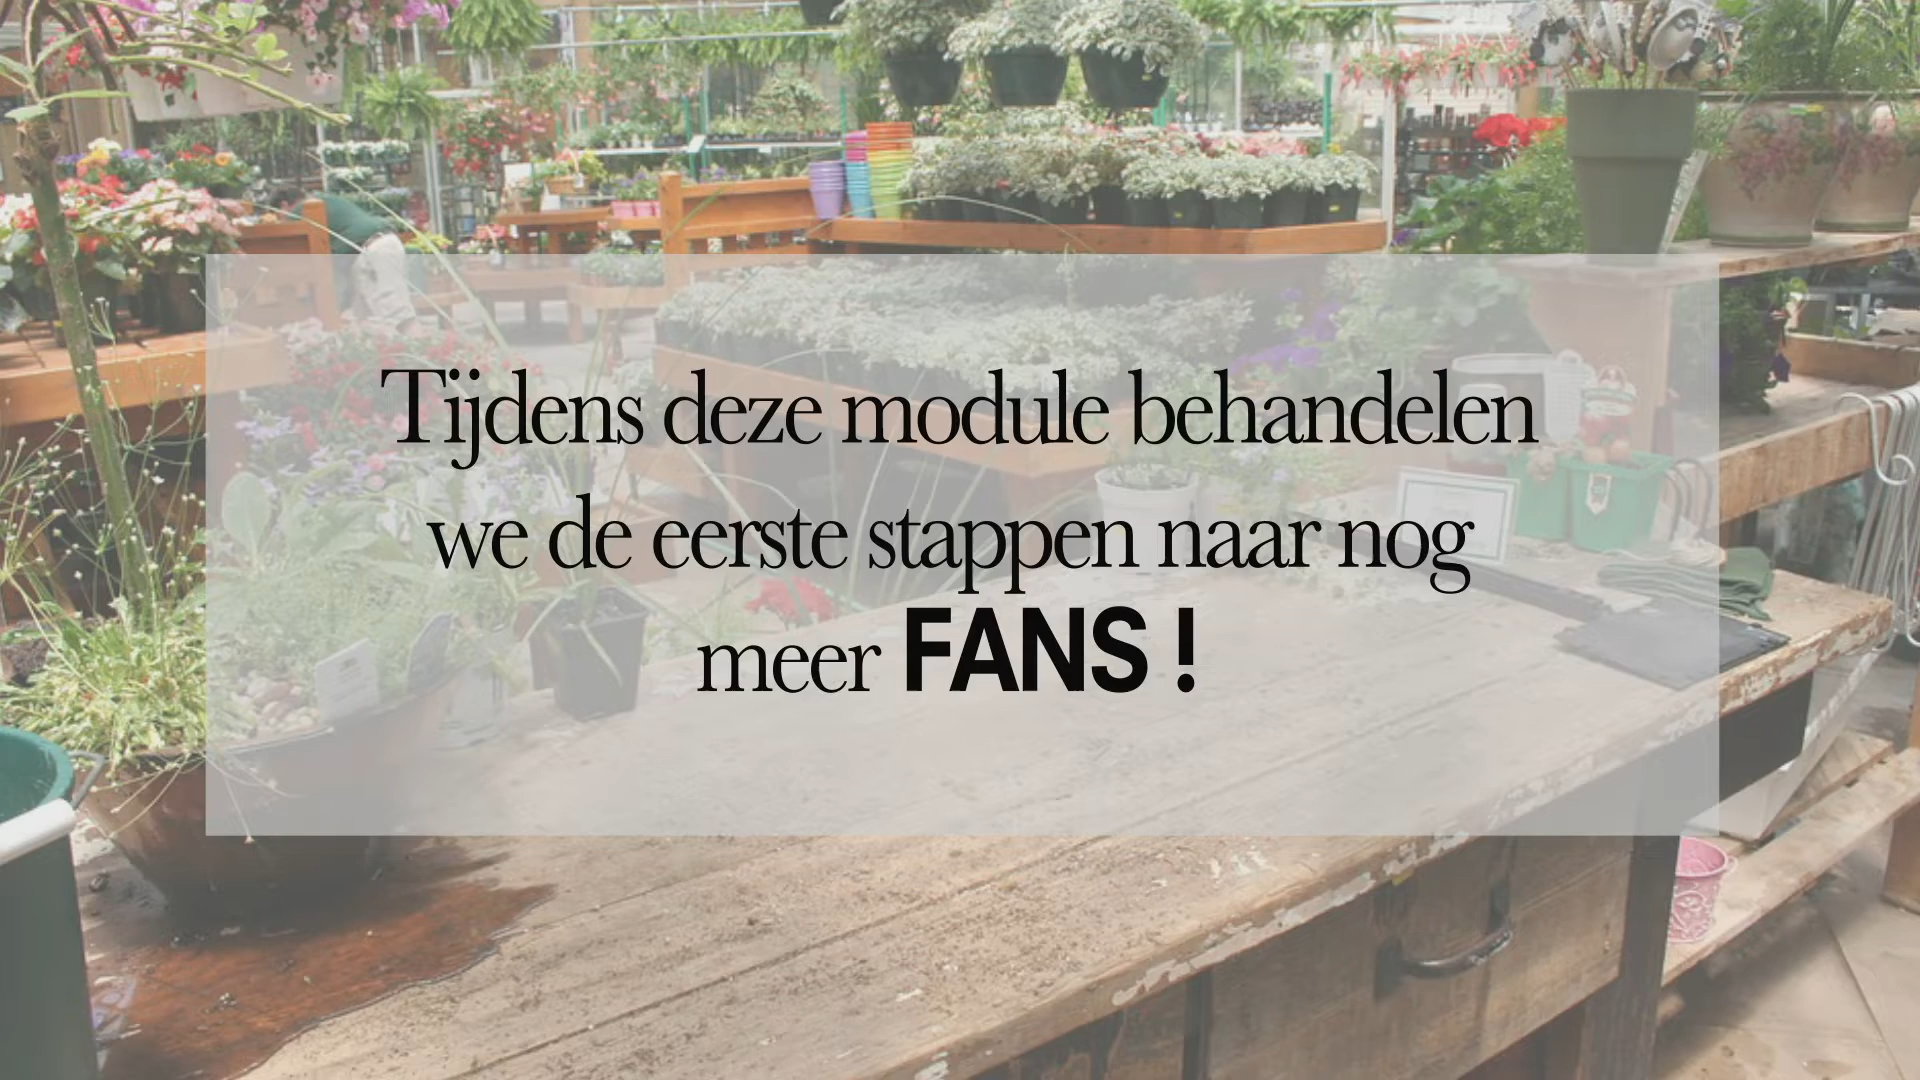 Tijdens deze module behandelen
we de eerste stappen naar nog
meer FANS !